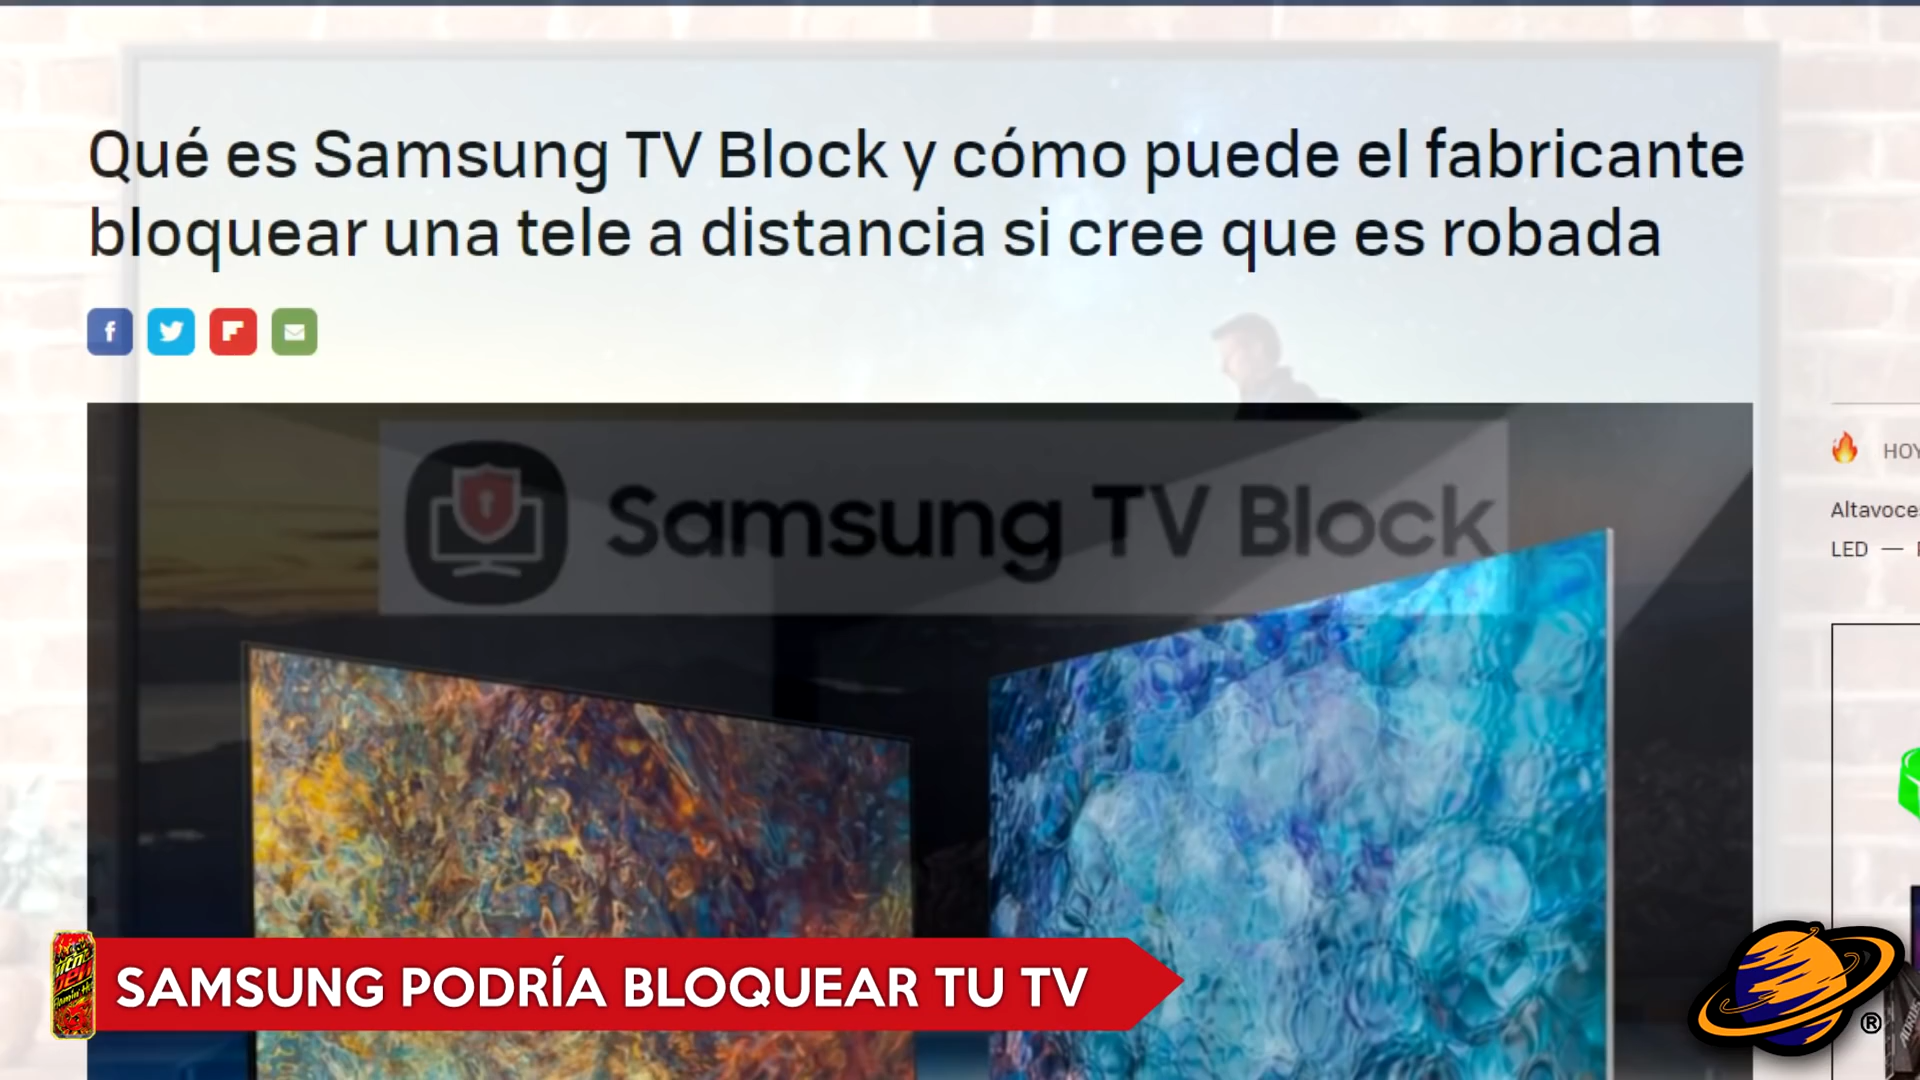 Qué es Samsung TV Block y cómo puede el fabricante
bloquear una tele a distancia si cree que es robada
HOY
Samsung TV Block
Altavoce
LED —
SAMSUNG PODRÍA BLOQUEAR TU TV
®